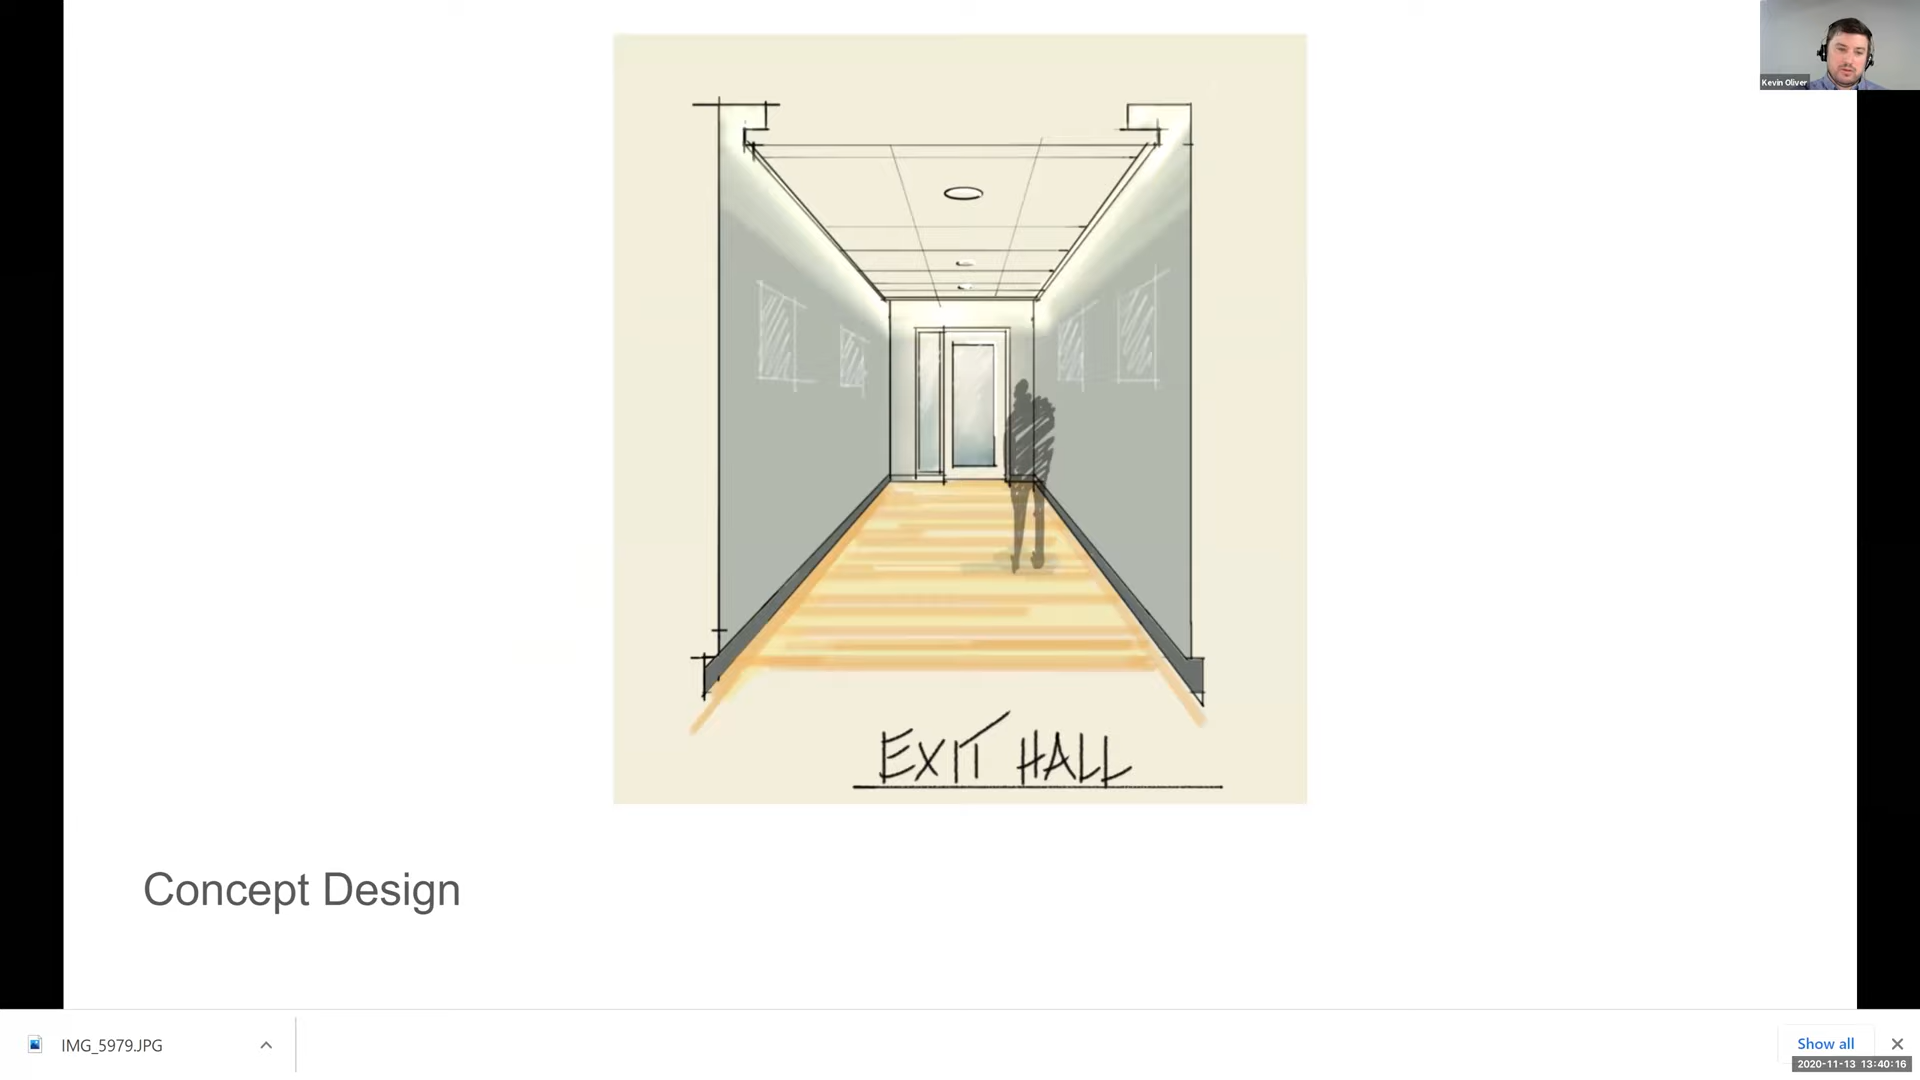 Kevin Oliver
EXIT HALL
Concept Design
IMG_5979.JPG
Show all
2020-11-13 13:40:16